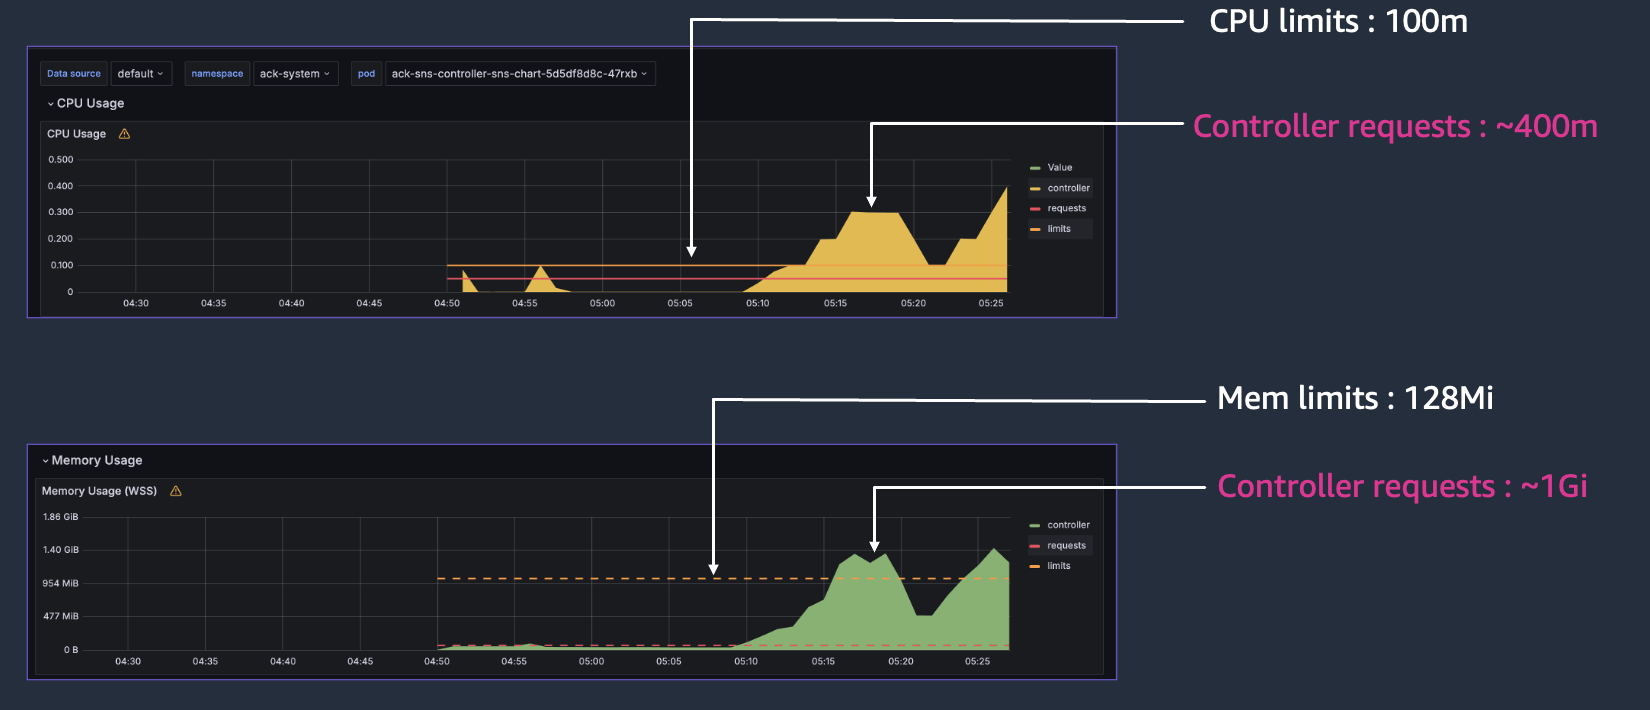 CPU limits : 100m
Data source default namespace ack-system pod ack-sns-controller-sns-chart-5d5df8d8c-47rxb
CPU Usage
Controller requests : ~400m
CPU Usage
0.500
0.400
0.300
0.200
0.100
0
04:30 04:35 04:40 04:45 04:50 04:55 05:00 05:05 05:10 05:15 05:20 05:25
Value
controller
requests
limits
Mem limits : 128Mi
Memory Usage
Controller requests : ~1Gi
Memory Usage (WSS)
1.86 GiB
1.40 GiB
954 MiB
477 MiB
0 B
04:30 04:35 04:40 04:45 04:50 04:55 05:00 05:05 05:10 05:15 05:20 05:25
controller
requests
limits